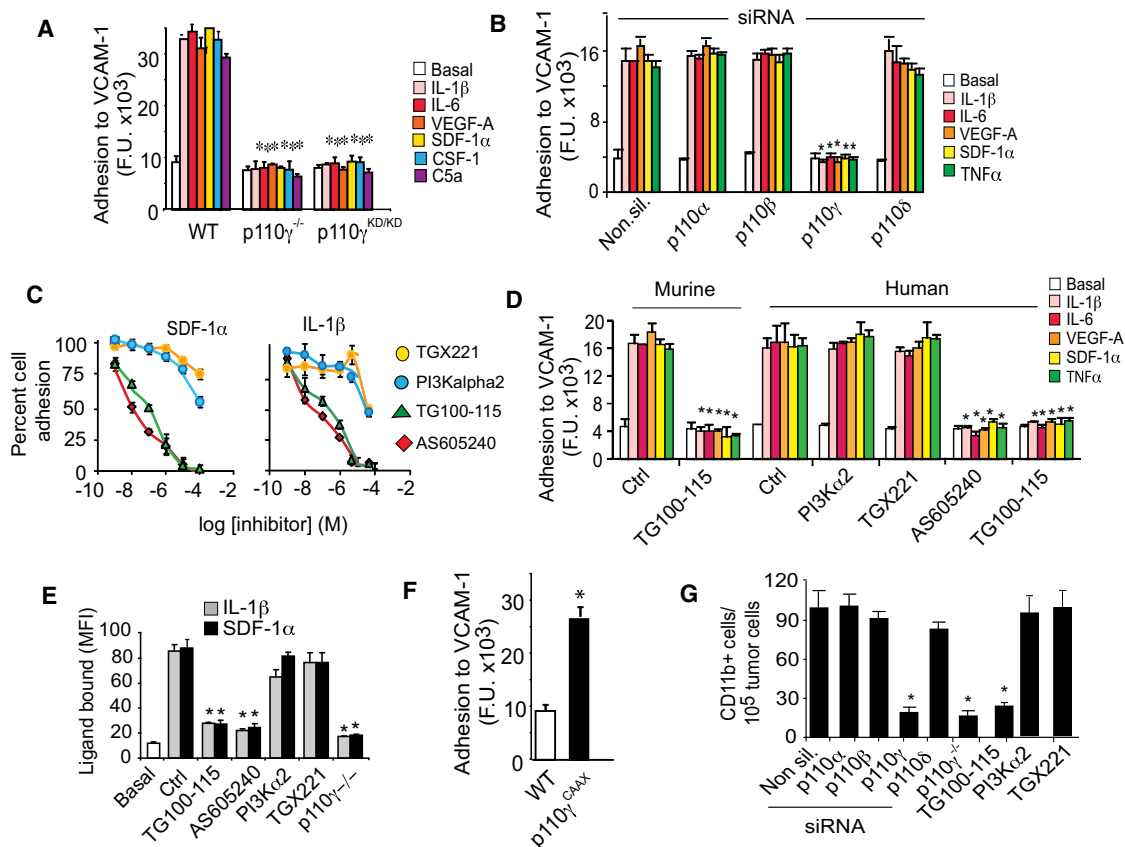 A
Adhesion to VCAM-1
(F.U. x10³)
30
20
10
0
**** ****
**** ****
WT
p110γ-/-
p110γKD/KD
Basal
IL-1β
IL-6
VEGF-A
SDF-1α
CSF-1
C5a
B
siRNA
Adhesion to VCAM-1
(F.U. x10³)
16
12
8
4
0
* * * * *
Non.sil.
p110α
p110β
p110γ
p110δ
Basal
IL-1β
IL-6
VEGF-A
SDF-1α
TNFα
C
SDF-1α
IL-1β
Percent cell
adhesion
100
75
50
25
0
-10 -8 -6 -4 -2
-10 -8 -6 -4 -2
log [inhibitor] (M)
TGX221
PI3Kalpha2
TG100-115
AS605240
D
Murine
Human
Adhesion to VCAM-1
(F.U. x10³)
20
16
12
8
4
0
* * * * *
* * * * *
* * * * *
Ctrl
TG100-115
Ctrl
PI3Kα2
TGX221
AS605240
TG100-115
Basal
IL-1β
IL-6
VEGF-A
SDF-1α
TNFα
E
IL-1β
SDF-1α
Ligand bound (MFI)
100
80
60
40
20
0
* *
* *
* *
Basal
Ctrl
TG100-115
AS605240
PI3Kα2
TGX221
p110γ−/−
F
Adhesion to VCAM-1
(F.U. x10³)
30
20
10
0
*
WT
p110γCAAX
G
CD11b+ cells/
10⁵ tumor cells
120
90
60
30
0
*
*
*
Non sil.
p110α
p110β
p110γ
p110δ
p110γ-/-
TG100-115
PI3Kα2
TGX221
siRNA